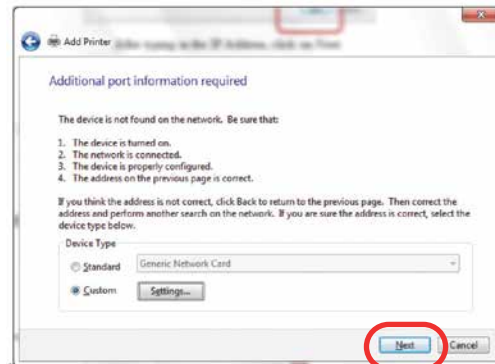 Add Printer
Additional port information required
The device is not found on the network. Be sure that:
1. The device is turned on.
2. The network is connected.
3. The device is properly configured.
4. The address on the previous page is correct.
If you think the address is not correct, click Back to return to the previous page. Then correct the
address and perform another search on the network. If you are sure the address is correct, select the
device type below.
Device Type
Standard Generic Network Card
Custom Settings...
Next Cancel